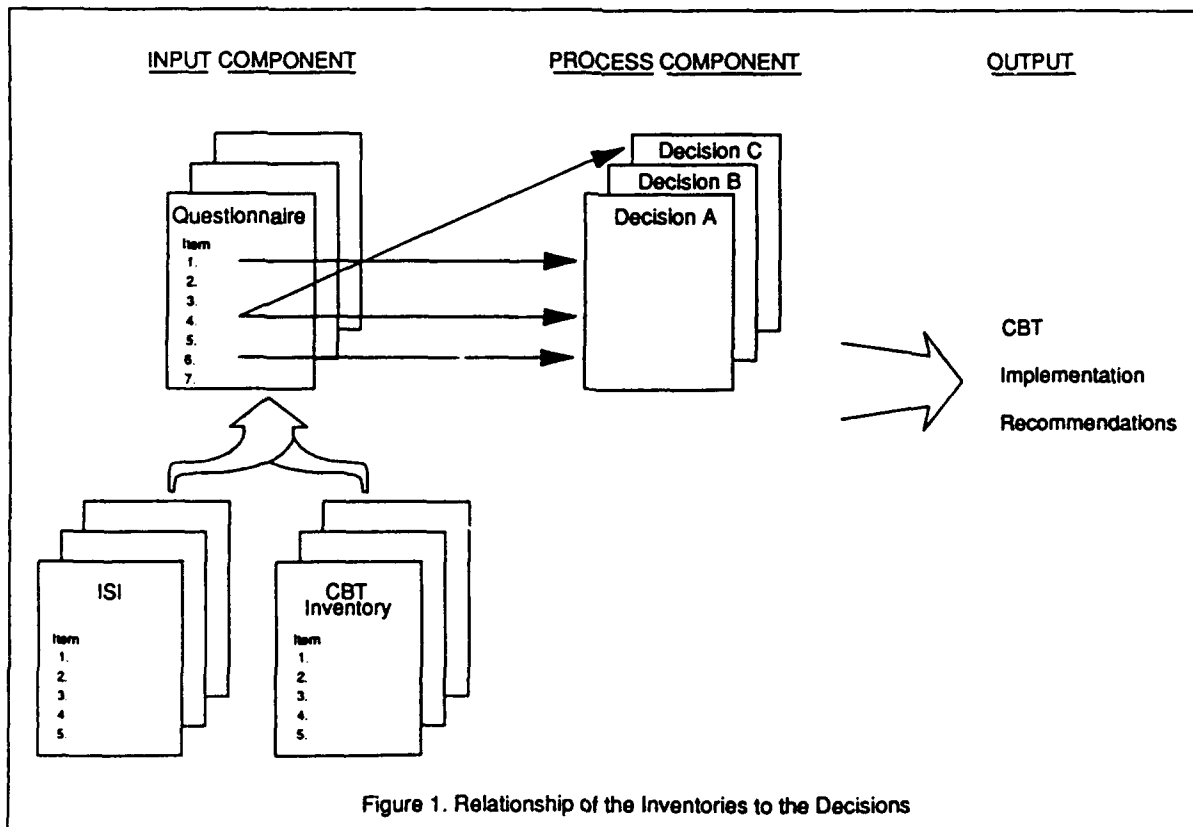 INPUT COMPONENT
PROCESS COMPONENT
OUTPUT
Questionnaire
Item
1.
2.
3.
4.
5.
6.
7.
Decision C
Decision B
Decision A
CBT
Implementation
Recommendations
ISI
Item
1.
2.
3.
4
5.
CBT
Inventory
Item
1.
2.
3.
4.
5.
Figure 1. Relationship of the Inventories to the Decisions